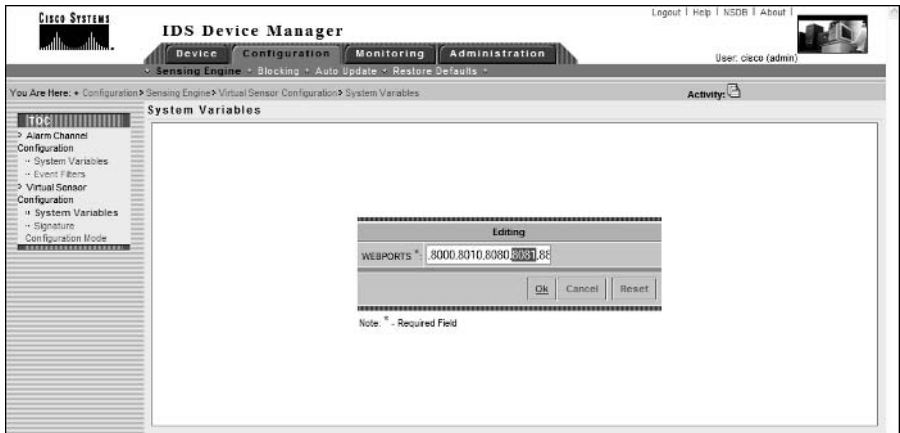 CISCO SYSTEMS
Logout | Help | NSDB | About |
IDS Device Manager
Device Configuration Monitoring Administration
User: cisco (admin)
Sensing Engine Blocking Auto Update Restore Defaults
You Are Here: Configuration > Sensing Engine > Virtual Sensor Configuration > System Variables
Activity:
TOC
System Variables
> Alarm Channel
Configuration
System Variables
Event Filters
> Virtual Sensor
Configuration
System Variables
Signature
Configuration Mode
Editing
WEBPORTS *: ,8000,8010,8080,8081,88
Ok Cancel Reset
Note: * - Required Field